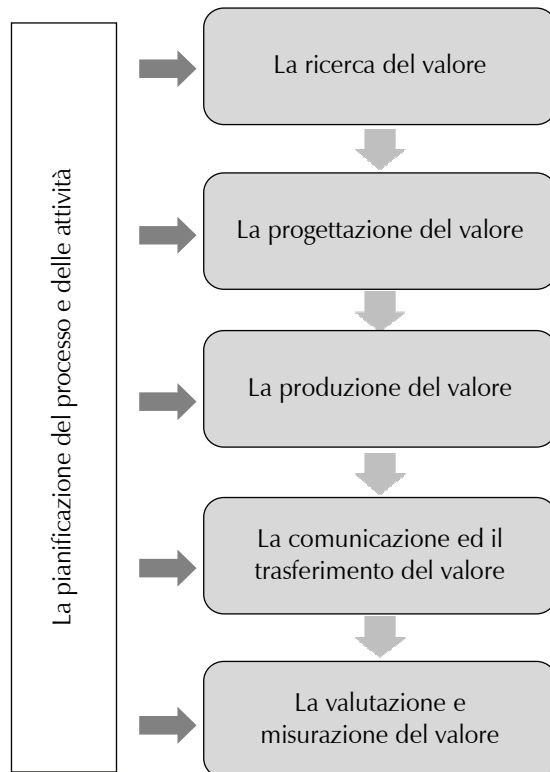 La pianificazione del processo e delle attività
La ricerca del valore
La progettazione del valore
La produzione del valore
La comunicazione ed il
trasferimento del valore
La valutazione e
misurazione del valore